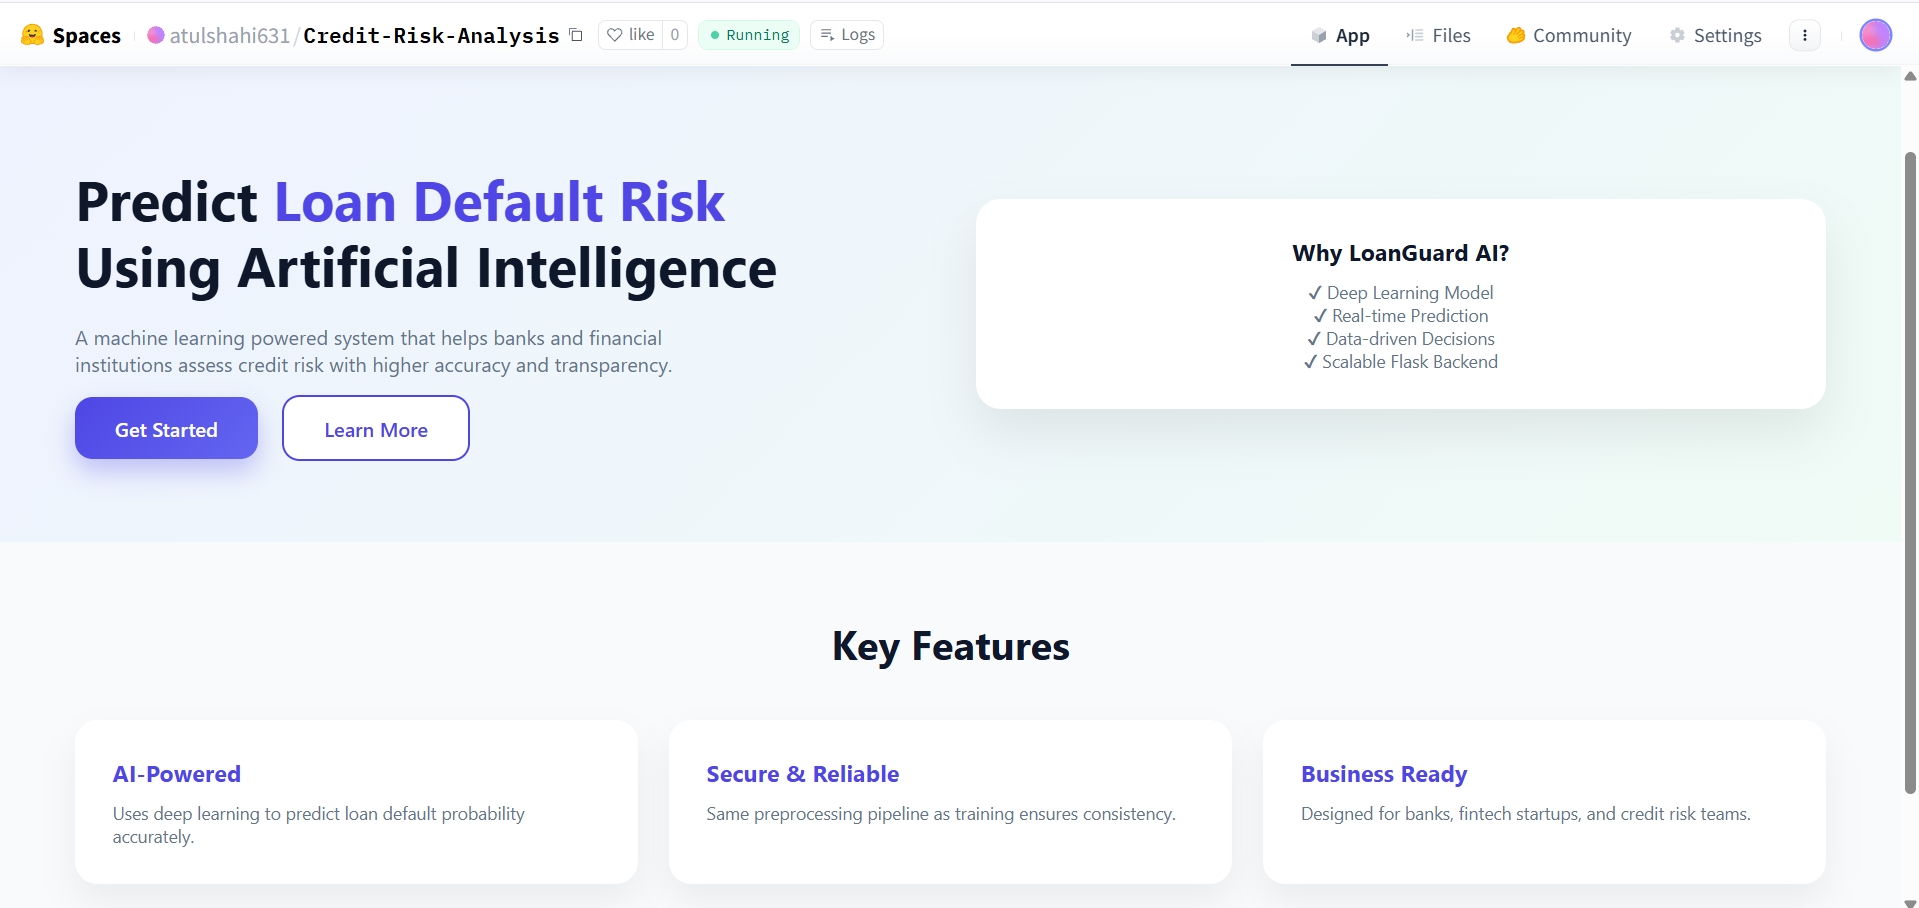 Spaces
atulshahi631/Credit-Risk-Analysis
like 0
Running
Logs
App
Files
Community
Settings
Predict Loan Default Risk
Using Artificial Intelligence
A machine learning powered system that helps banks and financial
institutions assess credit risk with higher accuracy and transparency.
Get Started
Learn More
Why LoanGuard AI?
✓ Deep Learning Model
✓ Real-time Prediction
✓ Data-driven Decisions
✓ Scalable Flask Backend
Key Features
AI-Powered
Uses deep learning to predict loan default probability
accurately.
Secure & Reliable
Same preprocessing pipeline as training ensures consistency.
Business Ready
Designed for banks, fintech startups, and credit risk teams.